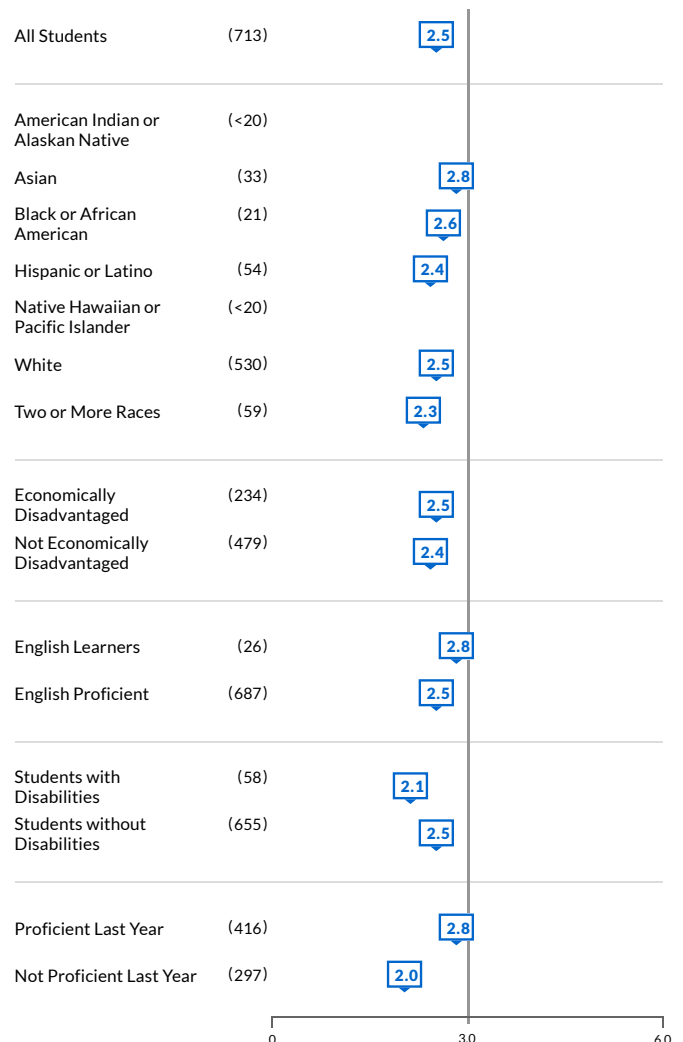 All Students (713) 2.5
American Indian or (<20)
Alaskan Native
Asian (33) 2.8
Black or African (21)
American 2.6
Hispanic or Latino (54) 2.4
Native Hawaiian or (<20)
Pacific Islander
White (530) 2.5
Two or More Races (59) 2.3
Economically (234)
Disadvantaged 2.5
Not Economically (479) 2.4
Disadvantaged
English Learners (26) 2.8
English Proficient (687) 2.5
Students with (58)
Disabilities 2.1
Students without (655) 2.5
Disabilities
Proficient Last Year (416) 2.8
Not Proficient Last Year (297) 2.0
0 3.0 6.0